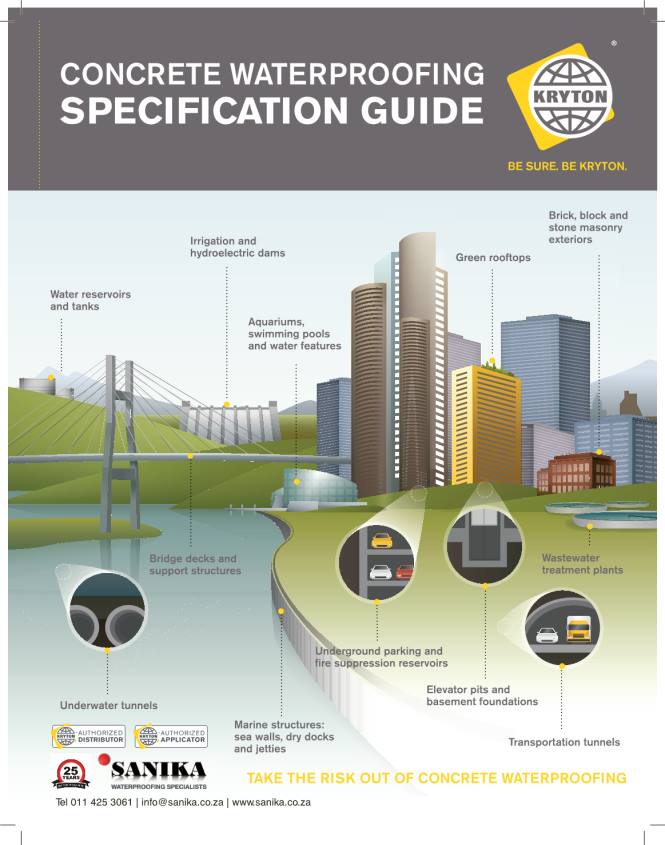 CONCRETE WATERPROOFING
SPECIFICATION GUIDE
®
KRYTON
BE SURE. BE KRYTON.
Brick, block and
stone masonry
exteriors
Irrigation and
hydroelectric dams
Green rooftops
Water reservoirs
and tanks
Aquariums,
swimming pools
and water features
Bridge decks and
support structures
Wastewater
treatment plants
Underground parking and
fire suppression reservoirs
Elevator pits and
basement foundations
Underwater tunnels
Marine structures:
sea walls, dry docks
and jetties
Transportation tunnels
KRYTON
AUTHORIZED
DISTRIBUTOR
KRYTON
AUTHORIZED
APPLICATOR
25
YEARS
SANIKA
WATERPROOFING SPECIALISTS
TAKE THE RISK OUT OF CONCRETE WATERPROOFING
Tel 011 425 3061 | info@sanika.co.za | www.sanika.co.za